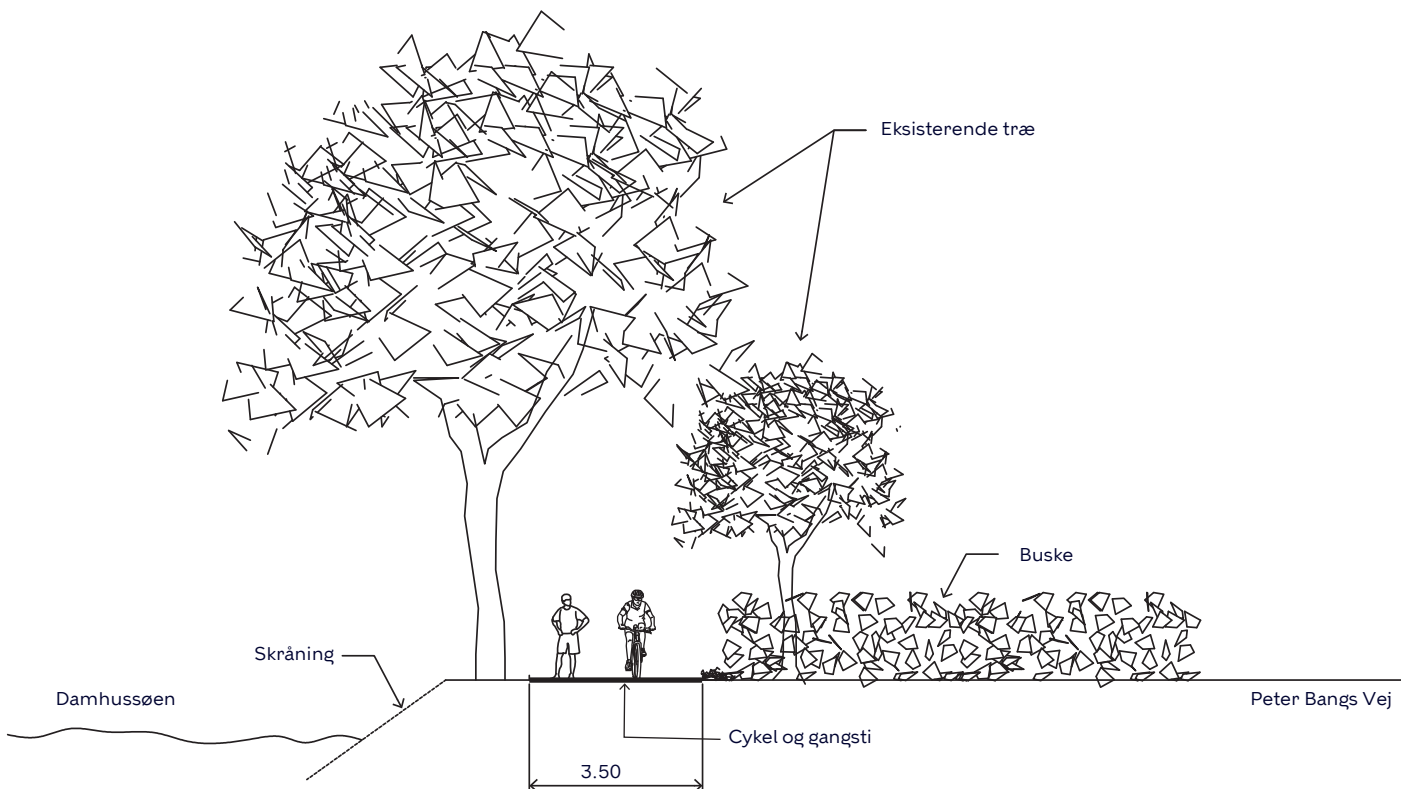 Eksisterende træ
Buske
Skråning
Damhussøen
Peter Bangs Vej
Cykel og gangsti
3.50